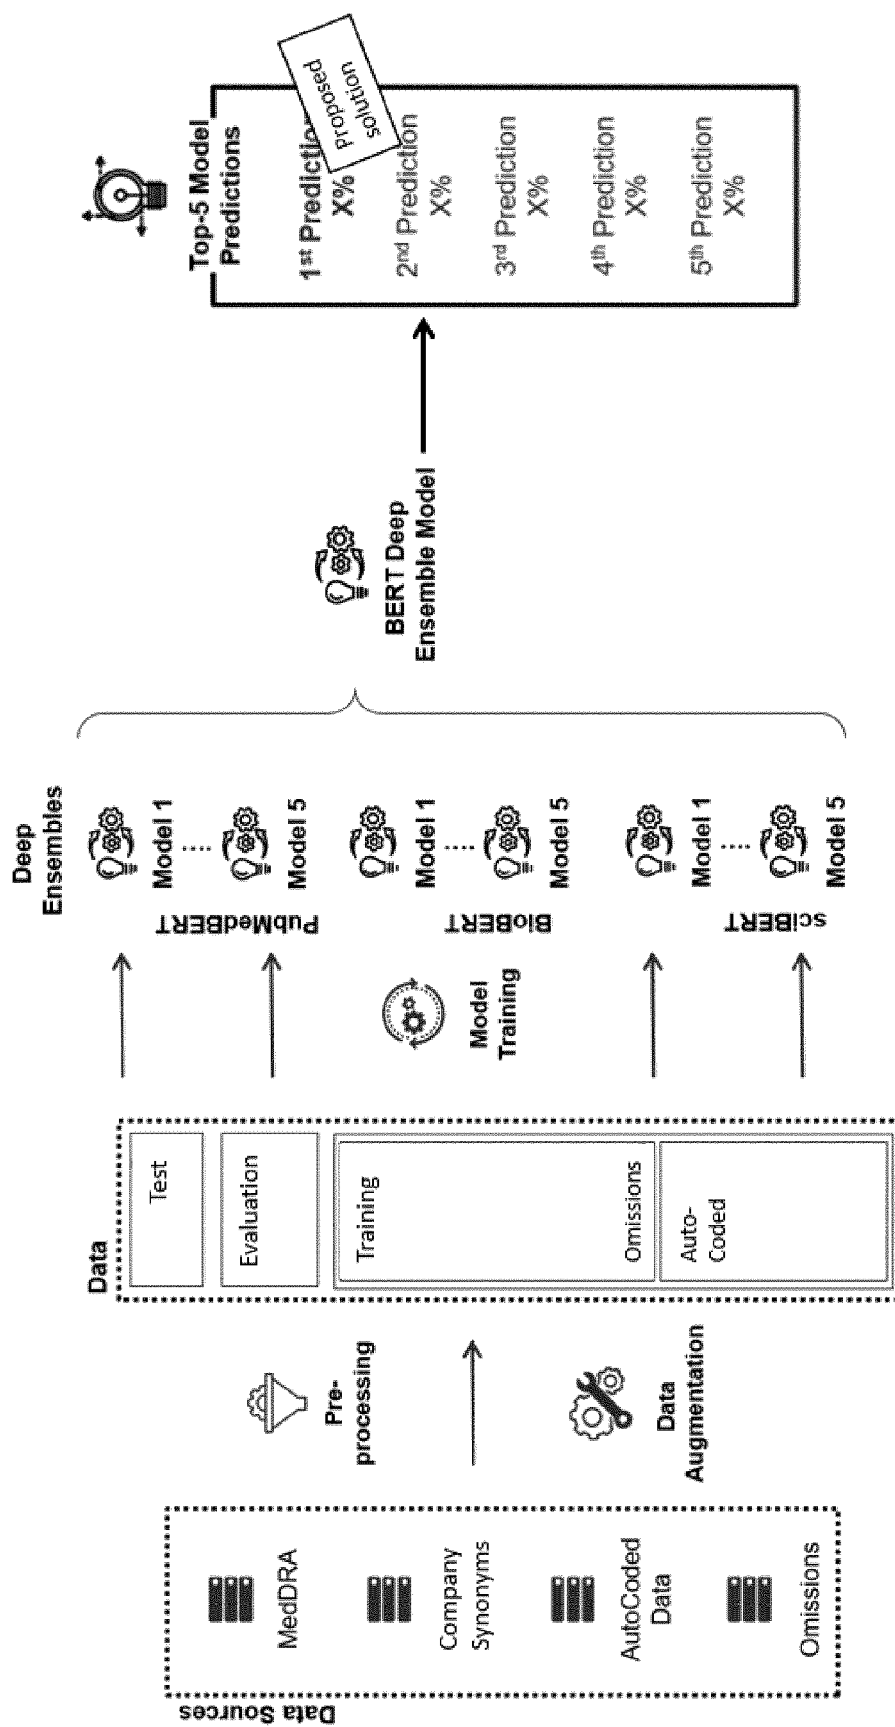 Data Sources
MedDRA
Company
Synonyms
AutoCoded
Data
Omissions
Pre-
processing
Data
Augmentation
Data
Test
Evaluation
Training
Omissions
Auto-
Coded
Model
Training
Deep
Ensembles
PubMedBERT
Model 1
.....
Model 5
BioBERT
Model 1
.....
Model 5
sciBERT
Model 1
.....
Model 5
BERT Deep
Ensemble Model
Top-5 Model
Predictions
1st Prediction
X%
Proposed
solution
2nd Prediction
X%
3rd Prediction
X%
4th Prediction
X%
5th Prediction
X%